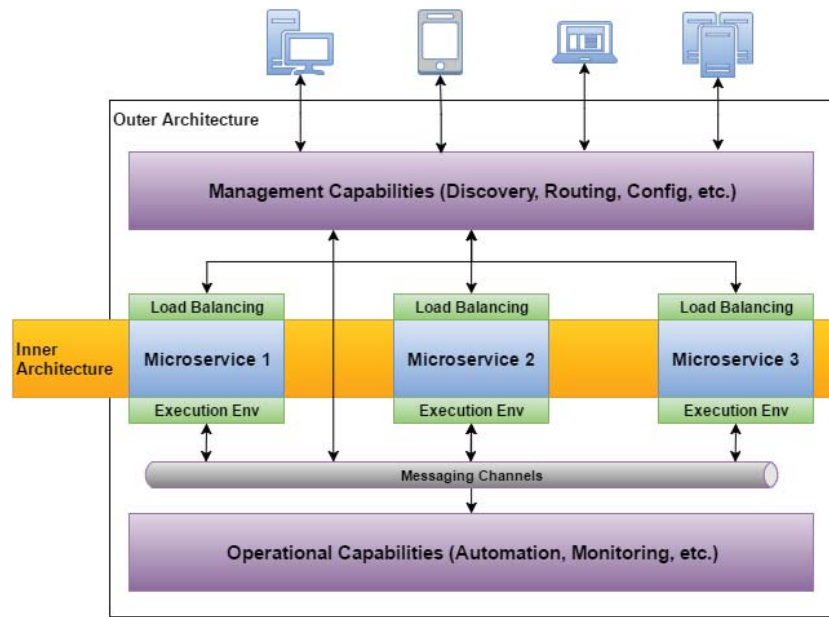 Outer Architecture
Management Capabilities (Discovery, Routing, Config, etc.)
Load Balancing
Load Balancing
Load Balancing
Inner
Architecture
Microservice 1
Microservice 2
Microservice 3
Execution Env
Execution Env
Execution Env
Messaging Channels
Operational Capabilities (Automation, Monitoring, etc.)